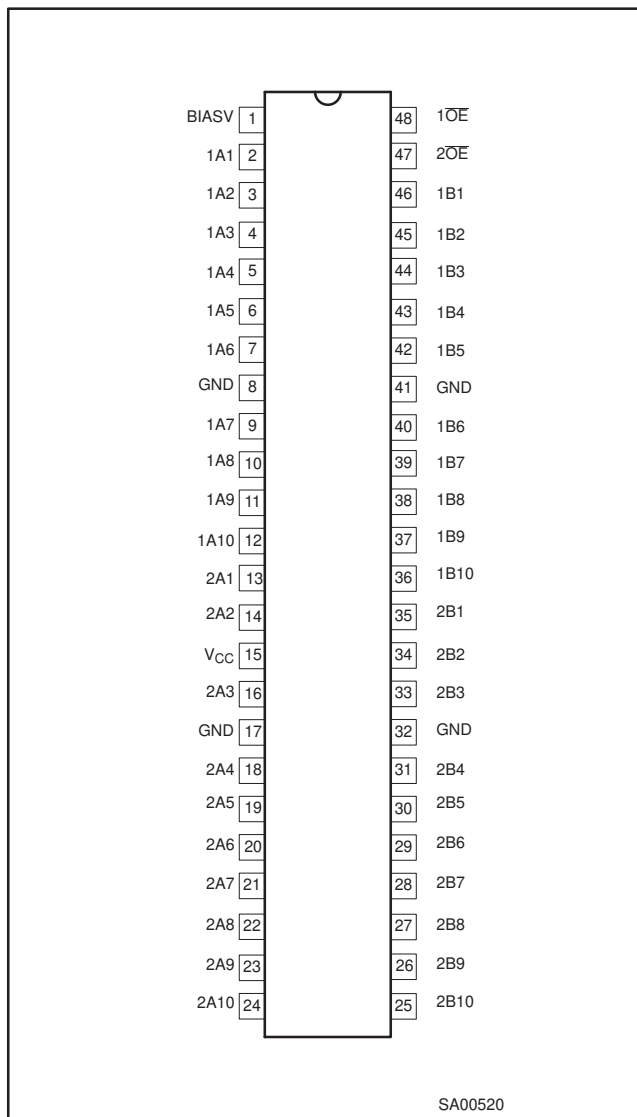 BIASV 1 48 1O̅E̅
1A1 2 47 2O̅E̅
1A2 3 46 1B1
1A3 4 45 1B2
1A4 5 44 1B3
1A5 6 43 1B4
1A6 7 42 1B5
GND 8 41 GND
1A7 9 40 1B6
1A8 10 39 1B7
1A9 11 38 1B8
1A10 12 37 1B9
2A1 13 36 1B10
2A2 14 35 2B1
VCC 15 34 2B2
2A3 16 33 2B3
GND 17 32 GND
2A4 18 31 2B4
2A5 19 30 2B5
2A6 20 29 2B6
2A7 21 28 2B7
2A8 22 27 2B8
2A9 23 26 2B9
2A10 24 25 2B10
SA00520